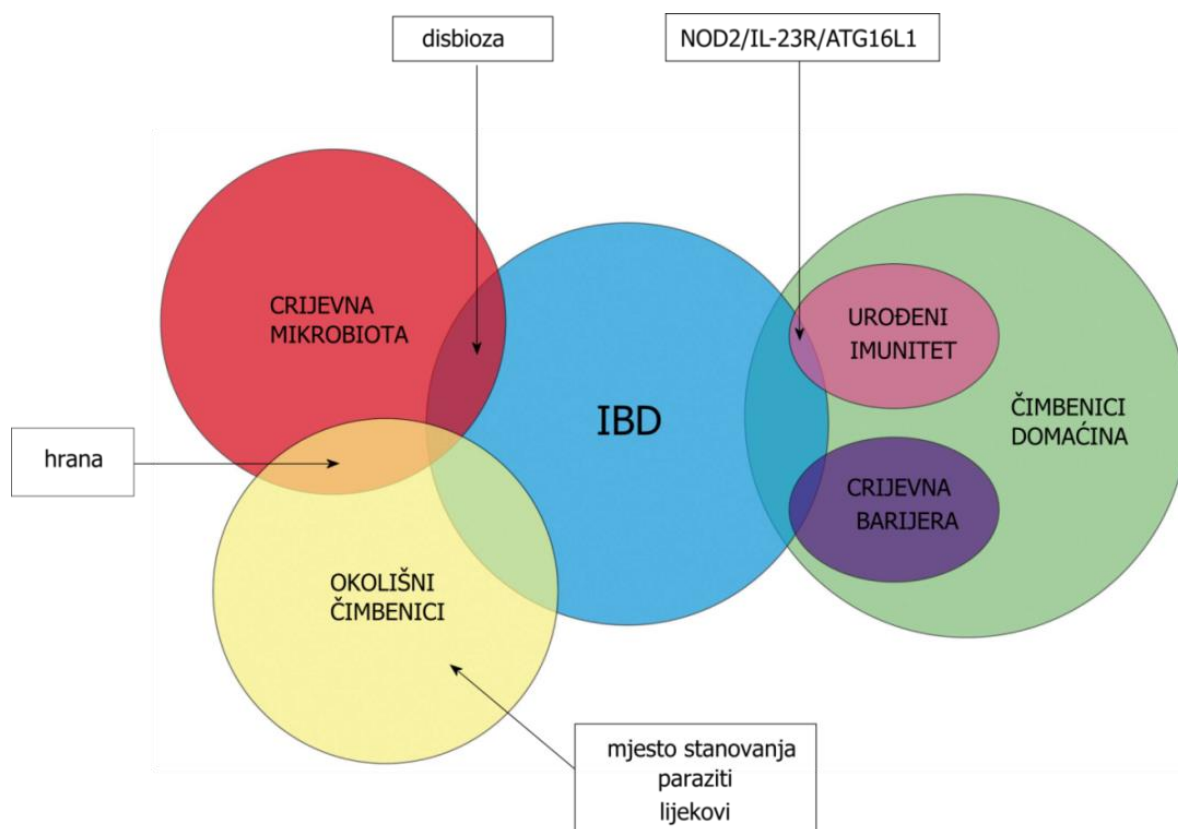 disbioza
NOD2/IL-23R/ATG16L1
CRIJEVNA
MIKROBIOTA
UROĐENI
IMUNITET
IBD
ČIMBENICI
DOMAĆINA
hrana
CRIJEVNA
BARIJERA
OKOLIŠNI
ČIMBENICI
mjesto stanovanja
paraziti
lijekovi